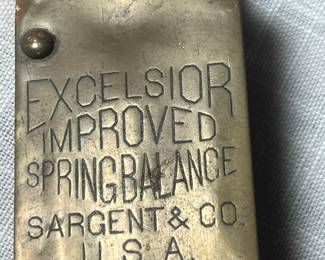 EXCELSIOR
IMPROVED
SPRING BALANCE
SARGENT & CO.
U.S.A.